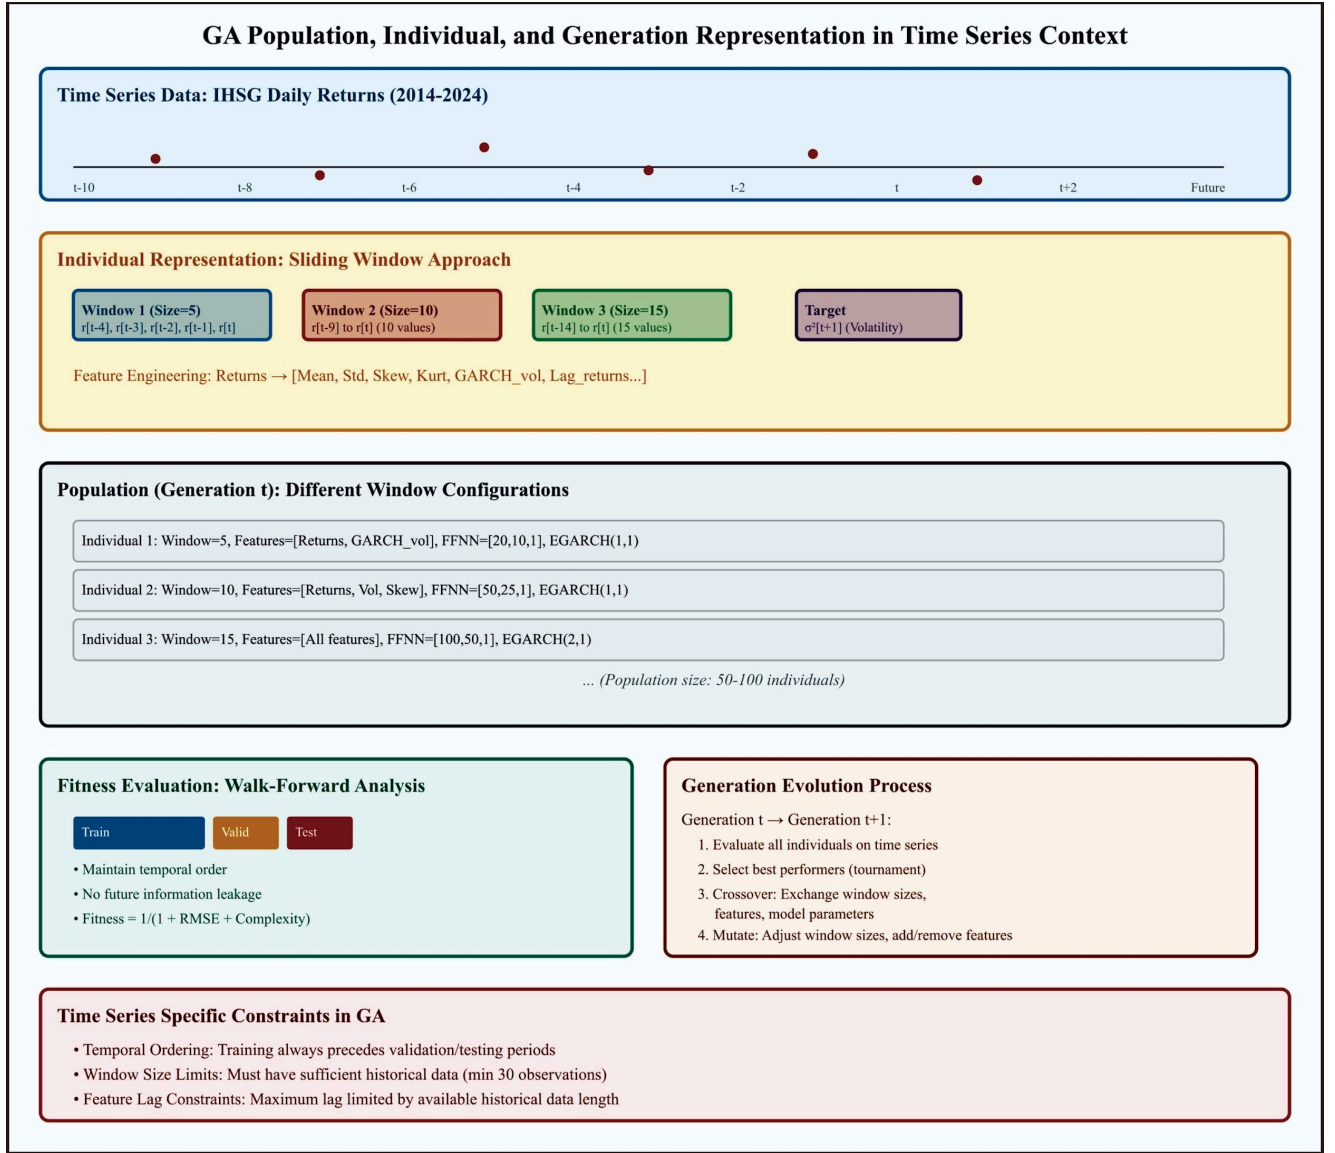 GA Population, Individual, and Generation Representation in Time Series Context
Time Series Data: IHSG Daily Returns (2014-2024)
t-10 t-8 t-6 t-4 t-2 t t+2 Future
Individual Representation: Sliding Window Approach
Window 1 (Size=5)
r[t-4], r[t-3], r[t-2], r[t-1], r[t]
Window 2 (Size=10)
r[t-9] to r[t] (10 values)
Window 3 (Size=15)
r[t-14] to r[t] (15 values)
Target
σ²[t+1] (Volatility)
Feature Engineering: Returns → [Mean, Std, Skew, Kurt, GARCH_vol, Lag_returns...]
Population (Generation t): Different Window Configurations
Individual 1: Window=5, Features=[Returns, GARCH_vol], FFNN=[20,10,1], EGARCH(1,1)
Individual 2: Window=10, Features=[Returns, Vol, Skew], FFNN=[50,25,1], EGARCH(1,1)
Individual 3: Window=15, Features=[All features], FFNN=[100,50,1], EGARCH(2,1)
... (Population size: 50-100 individuals)
Fitness Evaluation: Walk-Forward Analysis
Train Valid Test
• Maintain temporal order
• No future information leakage
• Fitness = 1/(1 + RMSE + Complexity)
Generation Evolution Process
Generation t → Generation t+1:
1. Evaluate all individuals on time series
2. Select best performers (tournament)
3. Crossover: Exchange window sizes,
features, model parameters
4. Mutate: Adjust window sizes, add/remove features
Time Series Specific Constraints in GA
• Temporal Ordering: Training always precedes validation/testing periods
• Window Size Limits: Must have sufficient historical data (min 30 observations)
• Feature Lag Constraints: Maximum lag limited by available historical data length